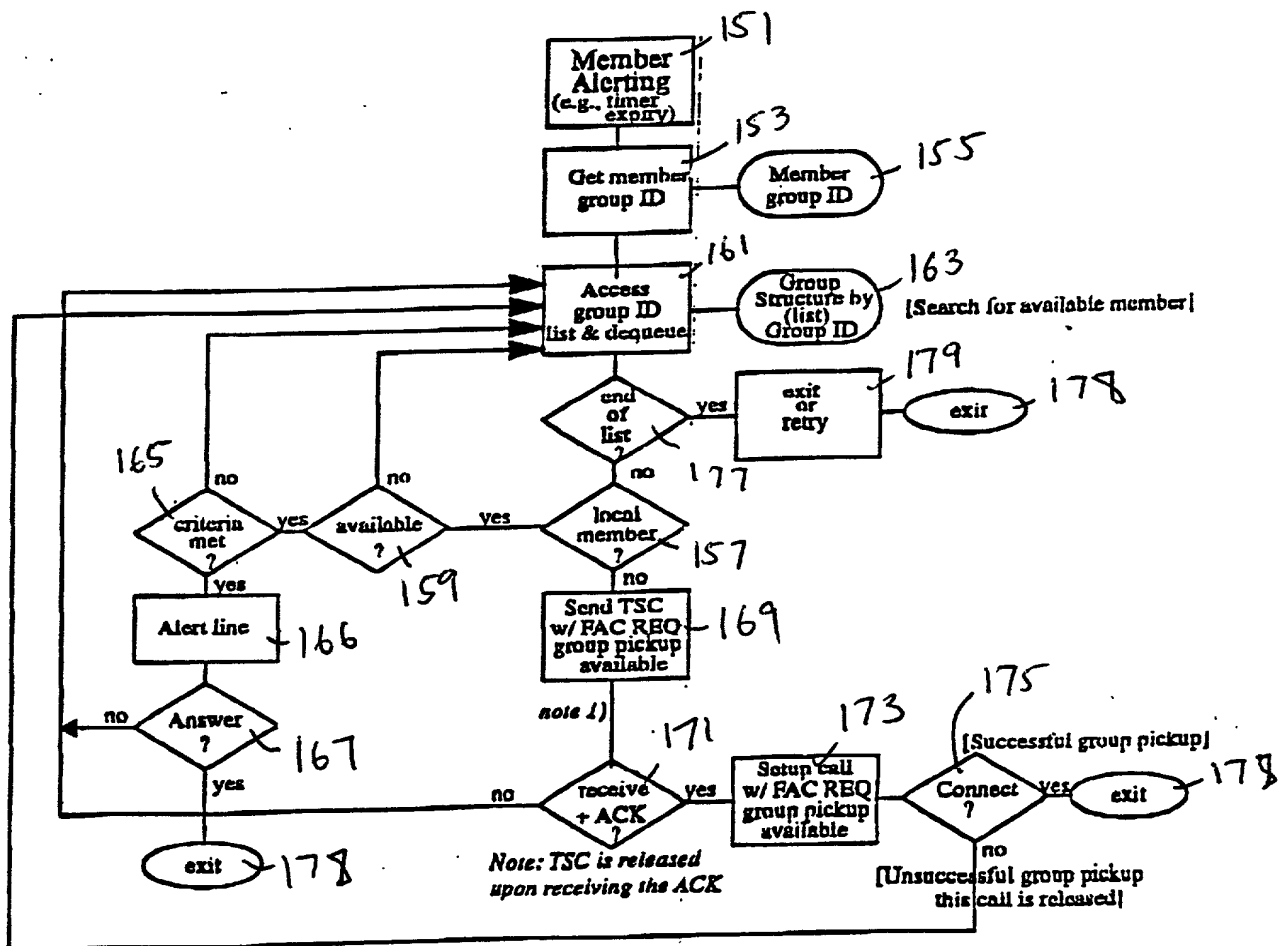 151
Member
Alerting
(e.g., timer
expiry)
153
Get member
group ID
155
Member
group ID
161
Access
group ID
list & dequeue
163
Group
Structure by
(list)
Group ID
[Search for available member]
end
of
list
?
177
yes
179
exit
or
retry
178
exit
no
165
no
criteria
met
?
yes
no
available
?
159
yes
local
member
?
157
yes
Alert line
166
no
Send TSC
w/ FAC REQ
group pickup
available
169
no
Answer
?
167
yes
exit
178
note 1)
171
no
receive
+ ACK
?
yes
Note: TSC is released
upon receiving the ACK
173
Setup call
w/ FAC REQ
group pickup
available
175
[Successful group pickup]
Connect
?
yes
exit
178
no
[Unsuccessful group pickup
this call is released]